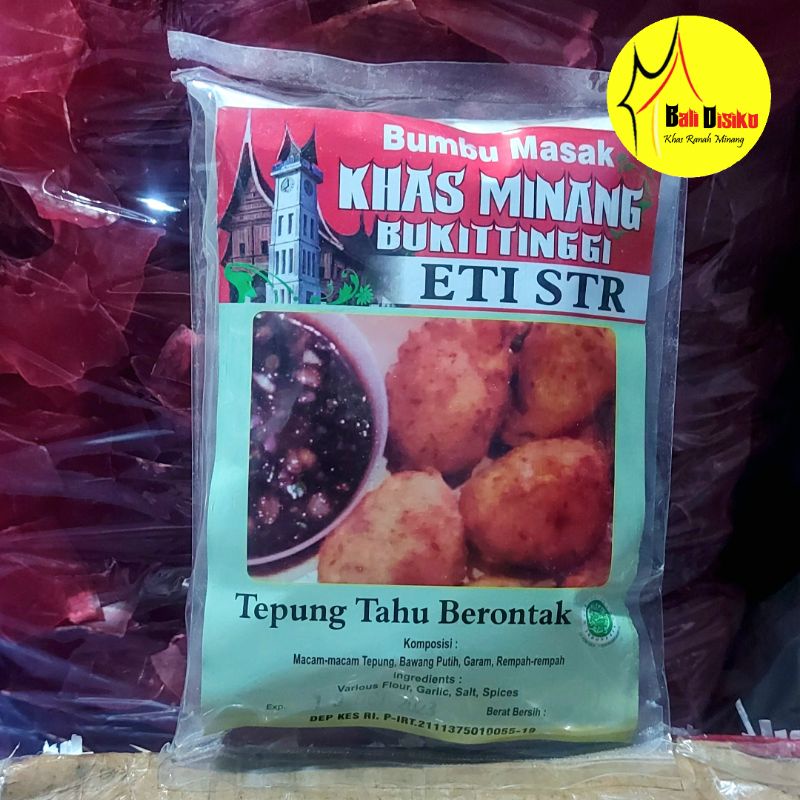 Bali Disiko
Khas Ranah Minang
Bumbu Masak
KHAS MINANG
BUKITTINGGI
ETI STR
Tepung Tahu Berontak
Komposisi :
Macam-macam Tepung, Bawang Putih, Garam, Rempah-rempah
Ingredients :
Various Flour, Garlic, Salt, Spices
Exp.
Berat Bersih :
DEP KES RI. P-IRT.2111375010055-19